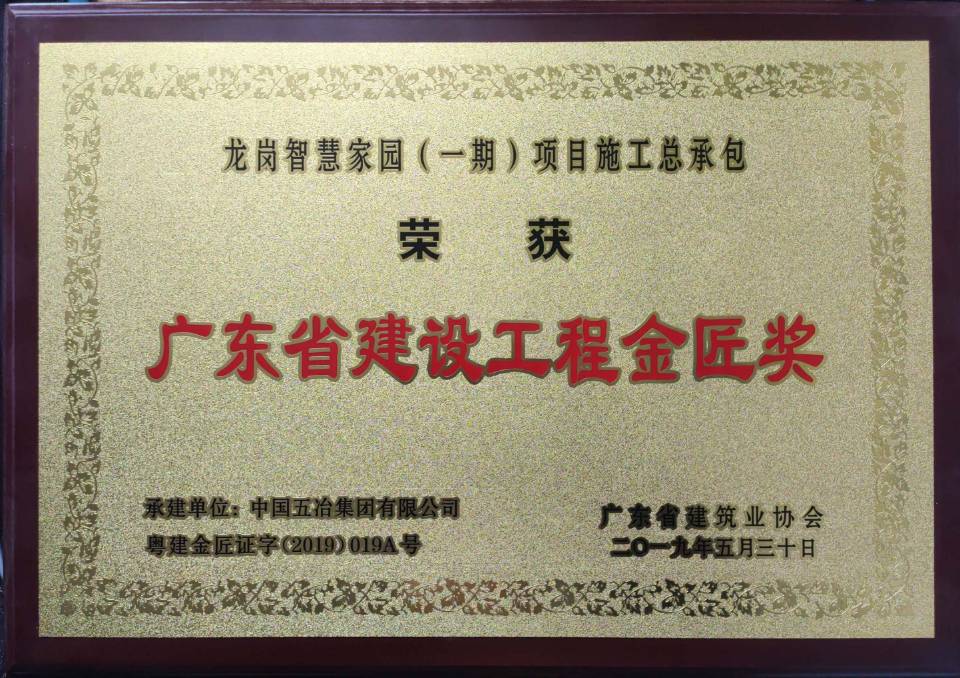 龙岗智慧家园（一期）项目施工总承包
荣 获
广东省建设工程金匠奖
承建单位：中国五冶集团有限公司
粤建金匠证字(2019)019A号
广东省建筑业协会
二〇一九年五月三十日